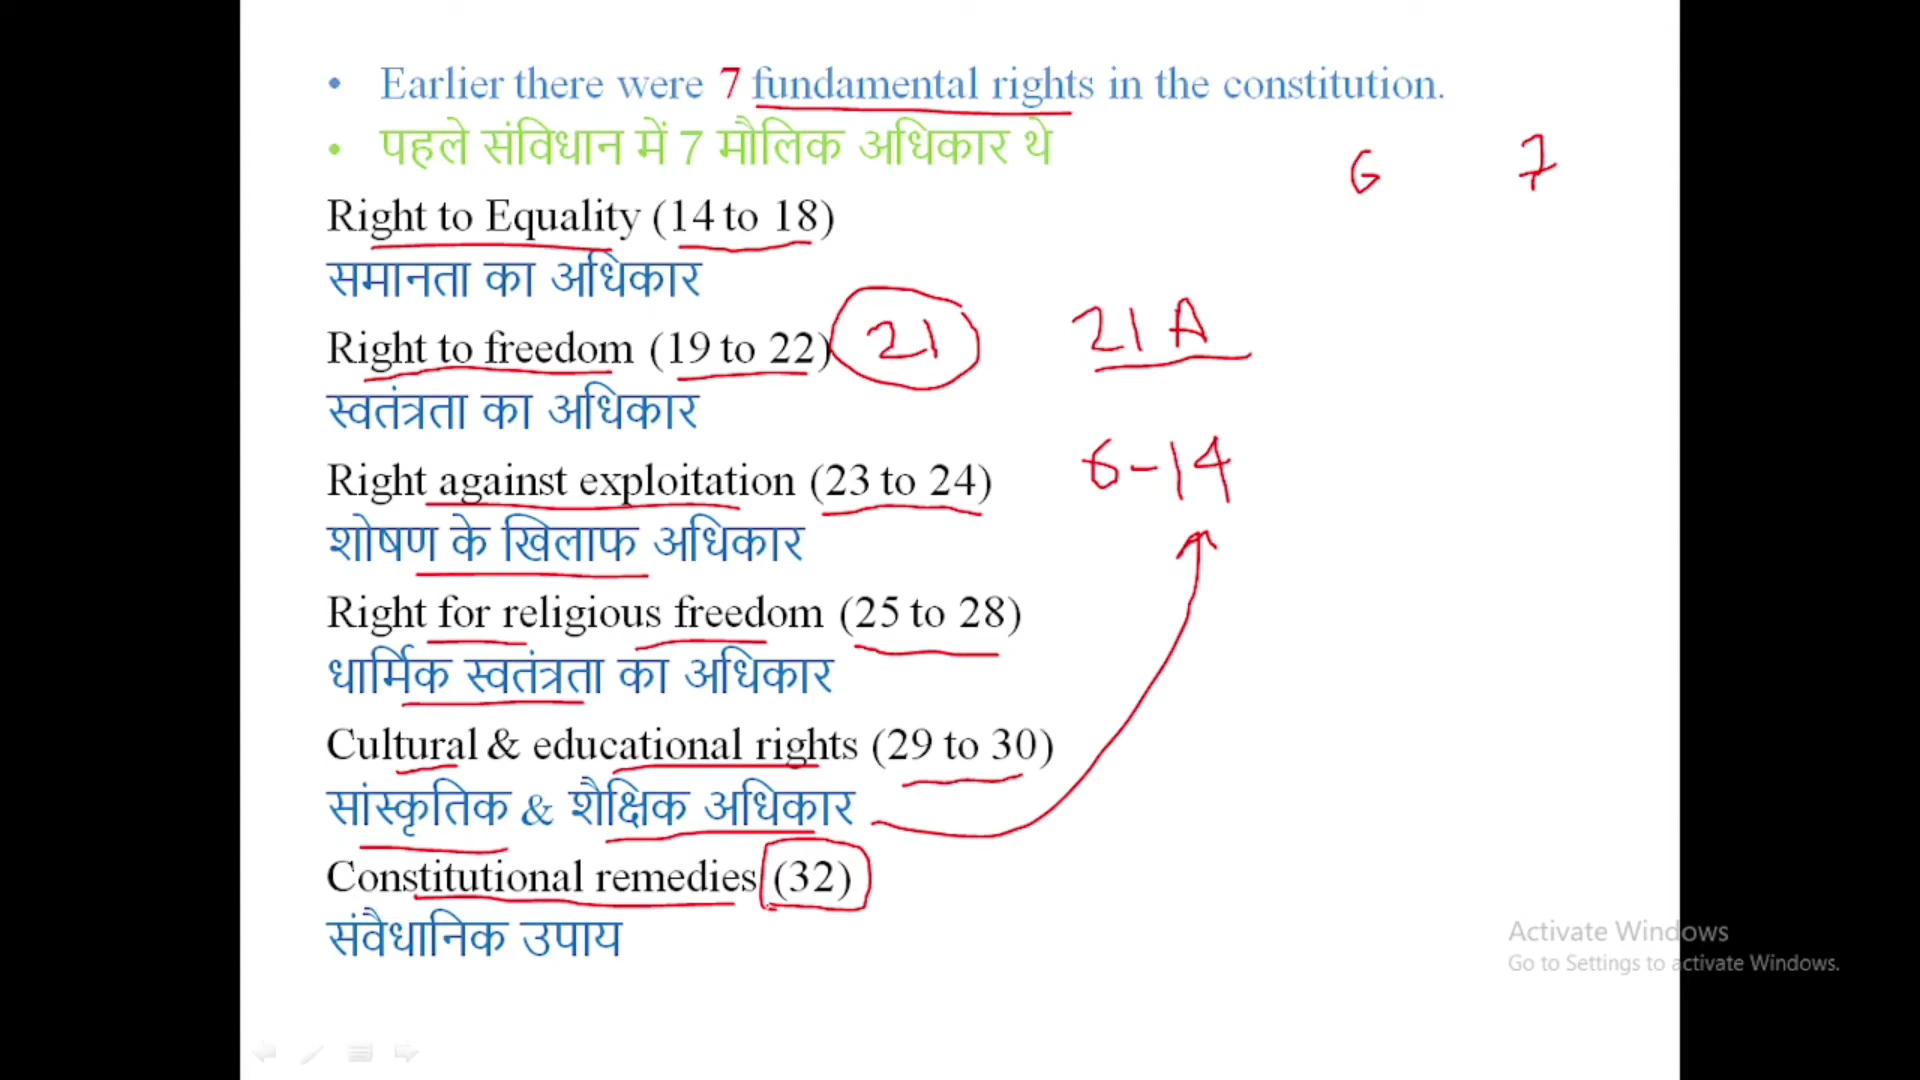 • Earlier there were 7 fundamental rights in the constitution.
• पहले संविधान में 7 मौलिक अधिकार थे
6 7
Right to Equality (14 to 18)
समानता का अधिकार
Right to freedom (19 to 22) 21 21 A
स्वतंत्रता का अधिकार
Right against exploitation (23 to 24) 6-14
शोषण के खिलाफ अधिकार
Right for religious freedom (25 to 28)
धार्मिक स्वतंत्रता का अधिकार
Cultural & educational rights (29 to 30)
सांस्कृतिक & शैक्षिक अधिकार
Constitutional remedies (32)
संवैधानिक उपाय
Activate Windows
Go to Settings to activate Windows.